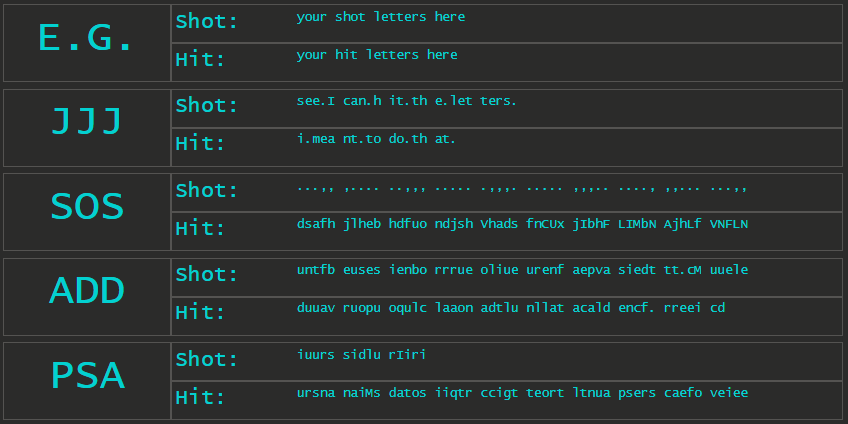 E.G.
Shot: your shot letters here
Hit: your hit letters here
JJJ
Shot: see.I can.h it.th e.let ters.
Hit: i.mea nt.to do.th at.
SOS
Shot: ...,, ,.... ..,,, ..... .,,,. ..... ,,,.. ...., ,,... ...,,
Hit: dsafh jlheb hdfuo ndjsh Vhads fnCUx jIbhF LIMbN AjhLf VNFLN
ADD
Shot: untfb euses ienbo rrrue oliue urenf aepva siedt tt.cM uuele
Hit: duuav ruopu oqulc laaon adtlu nllat acald encf. rreei cd
PSA
Shot: iuurs sidlu rIiri
Hit: ursna naiMs datos iiqtr ccigt teort ltnua psers caefo veiee